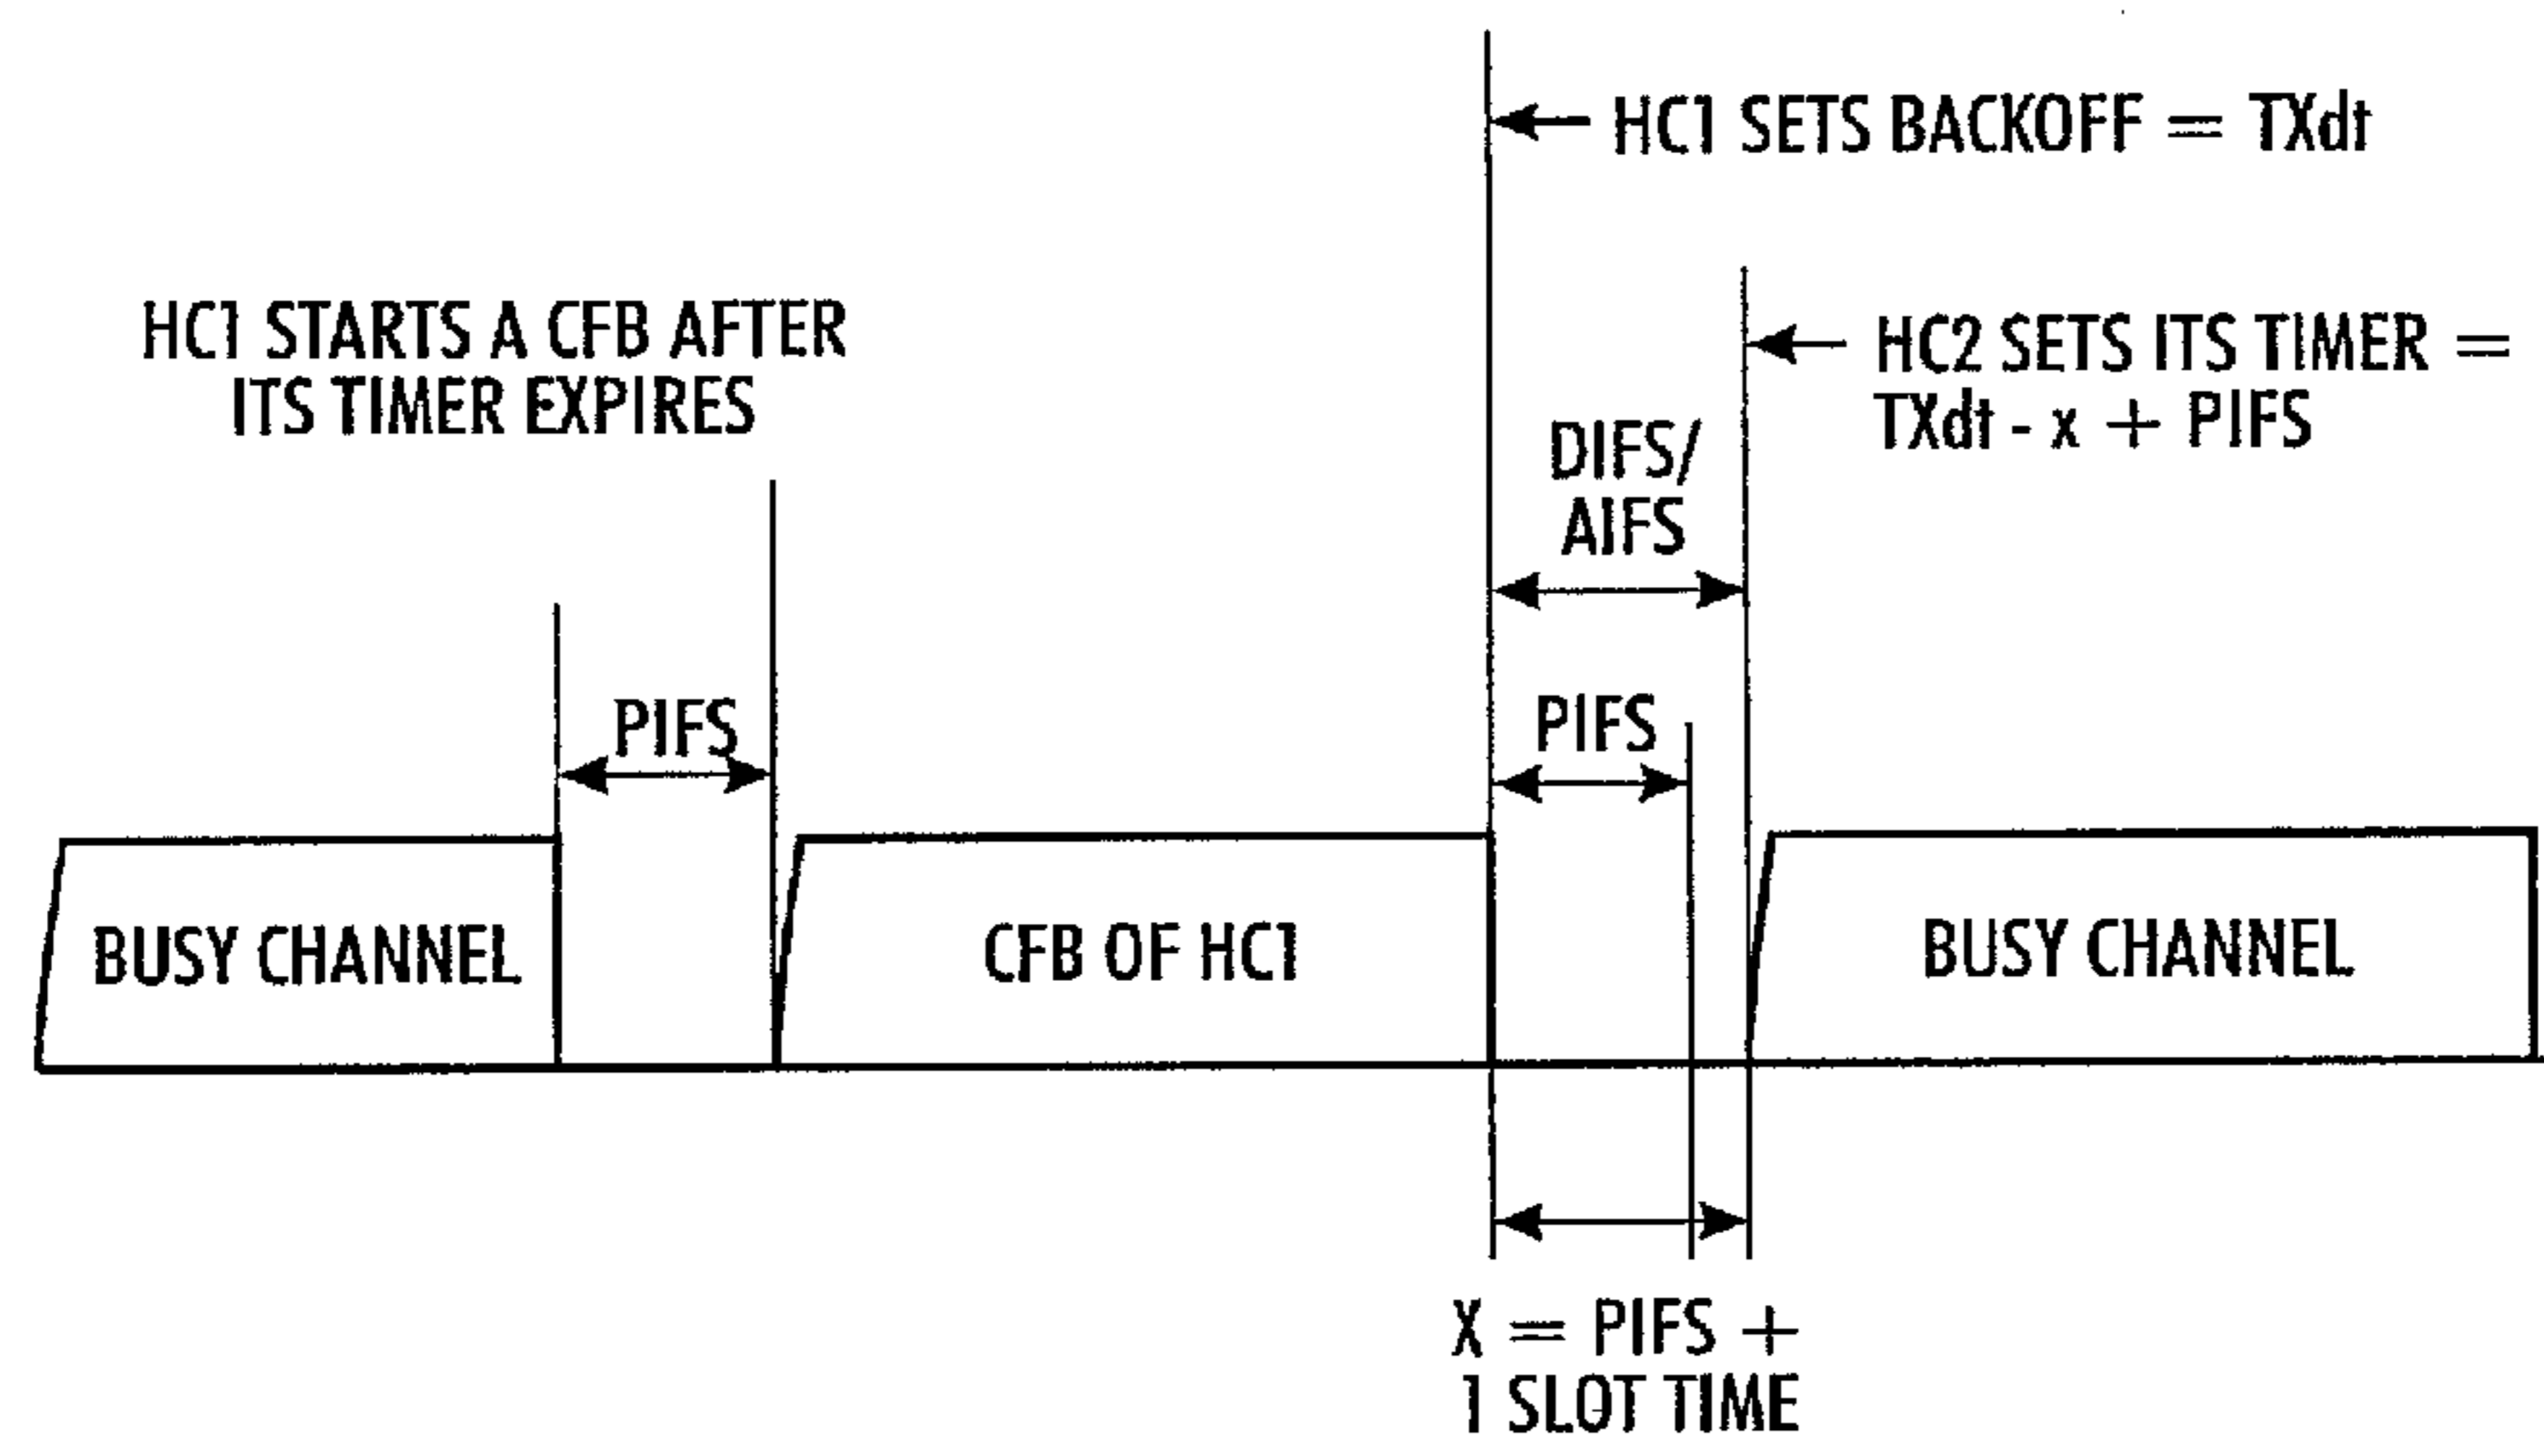 HC1 SETS BACKOFF = TXdt
HC1 STARTS A CFB AFTER
ITS TIMER EXPIRES
HC2 SETS ITS TIMER =
TXdt - x + PIFS
DIFS/
AIFS
PIFS
PIFS
BUSY CHANNEL
CFB OF HC1
BUSY CHANNEL
X = PIFS +
1 SLOT TIME